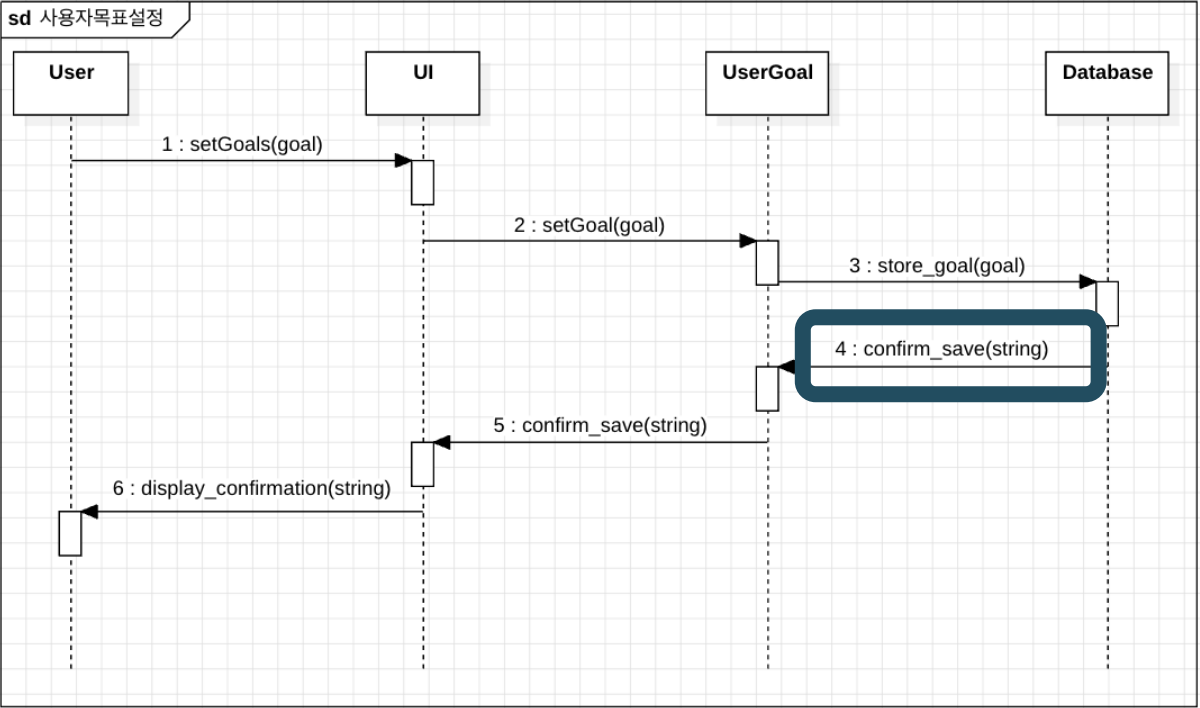 sd 사용자목표설정
User
UI
UserGoal
Database
1 : setGoals(goal)
2 : setGoal(goal)
3 : store_goal(goal)
4 : confirm_save(string)
5 : confirm_save(string)
6 : display_confirmation(string)